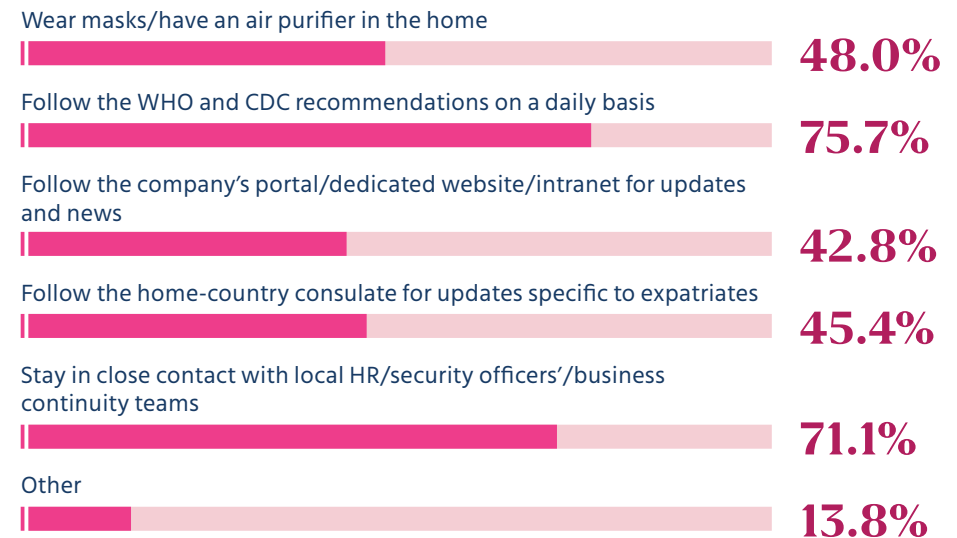 Wear masks/have an air purifier in the home
48.0%
Follow the WHO and CDC recommendations on a daily basis
75.7%
Follow the company’s portal/dedicated website/intranet for updates
and news
42.8%
Follow the home-country consulate for updates specific to expatriates
45.4%
Stay in close contact with local HR/security officers’/business
continuity teams
71.1%
Other
13.8%